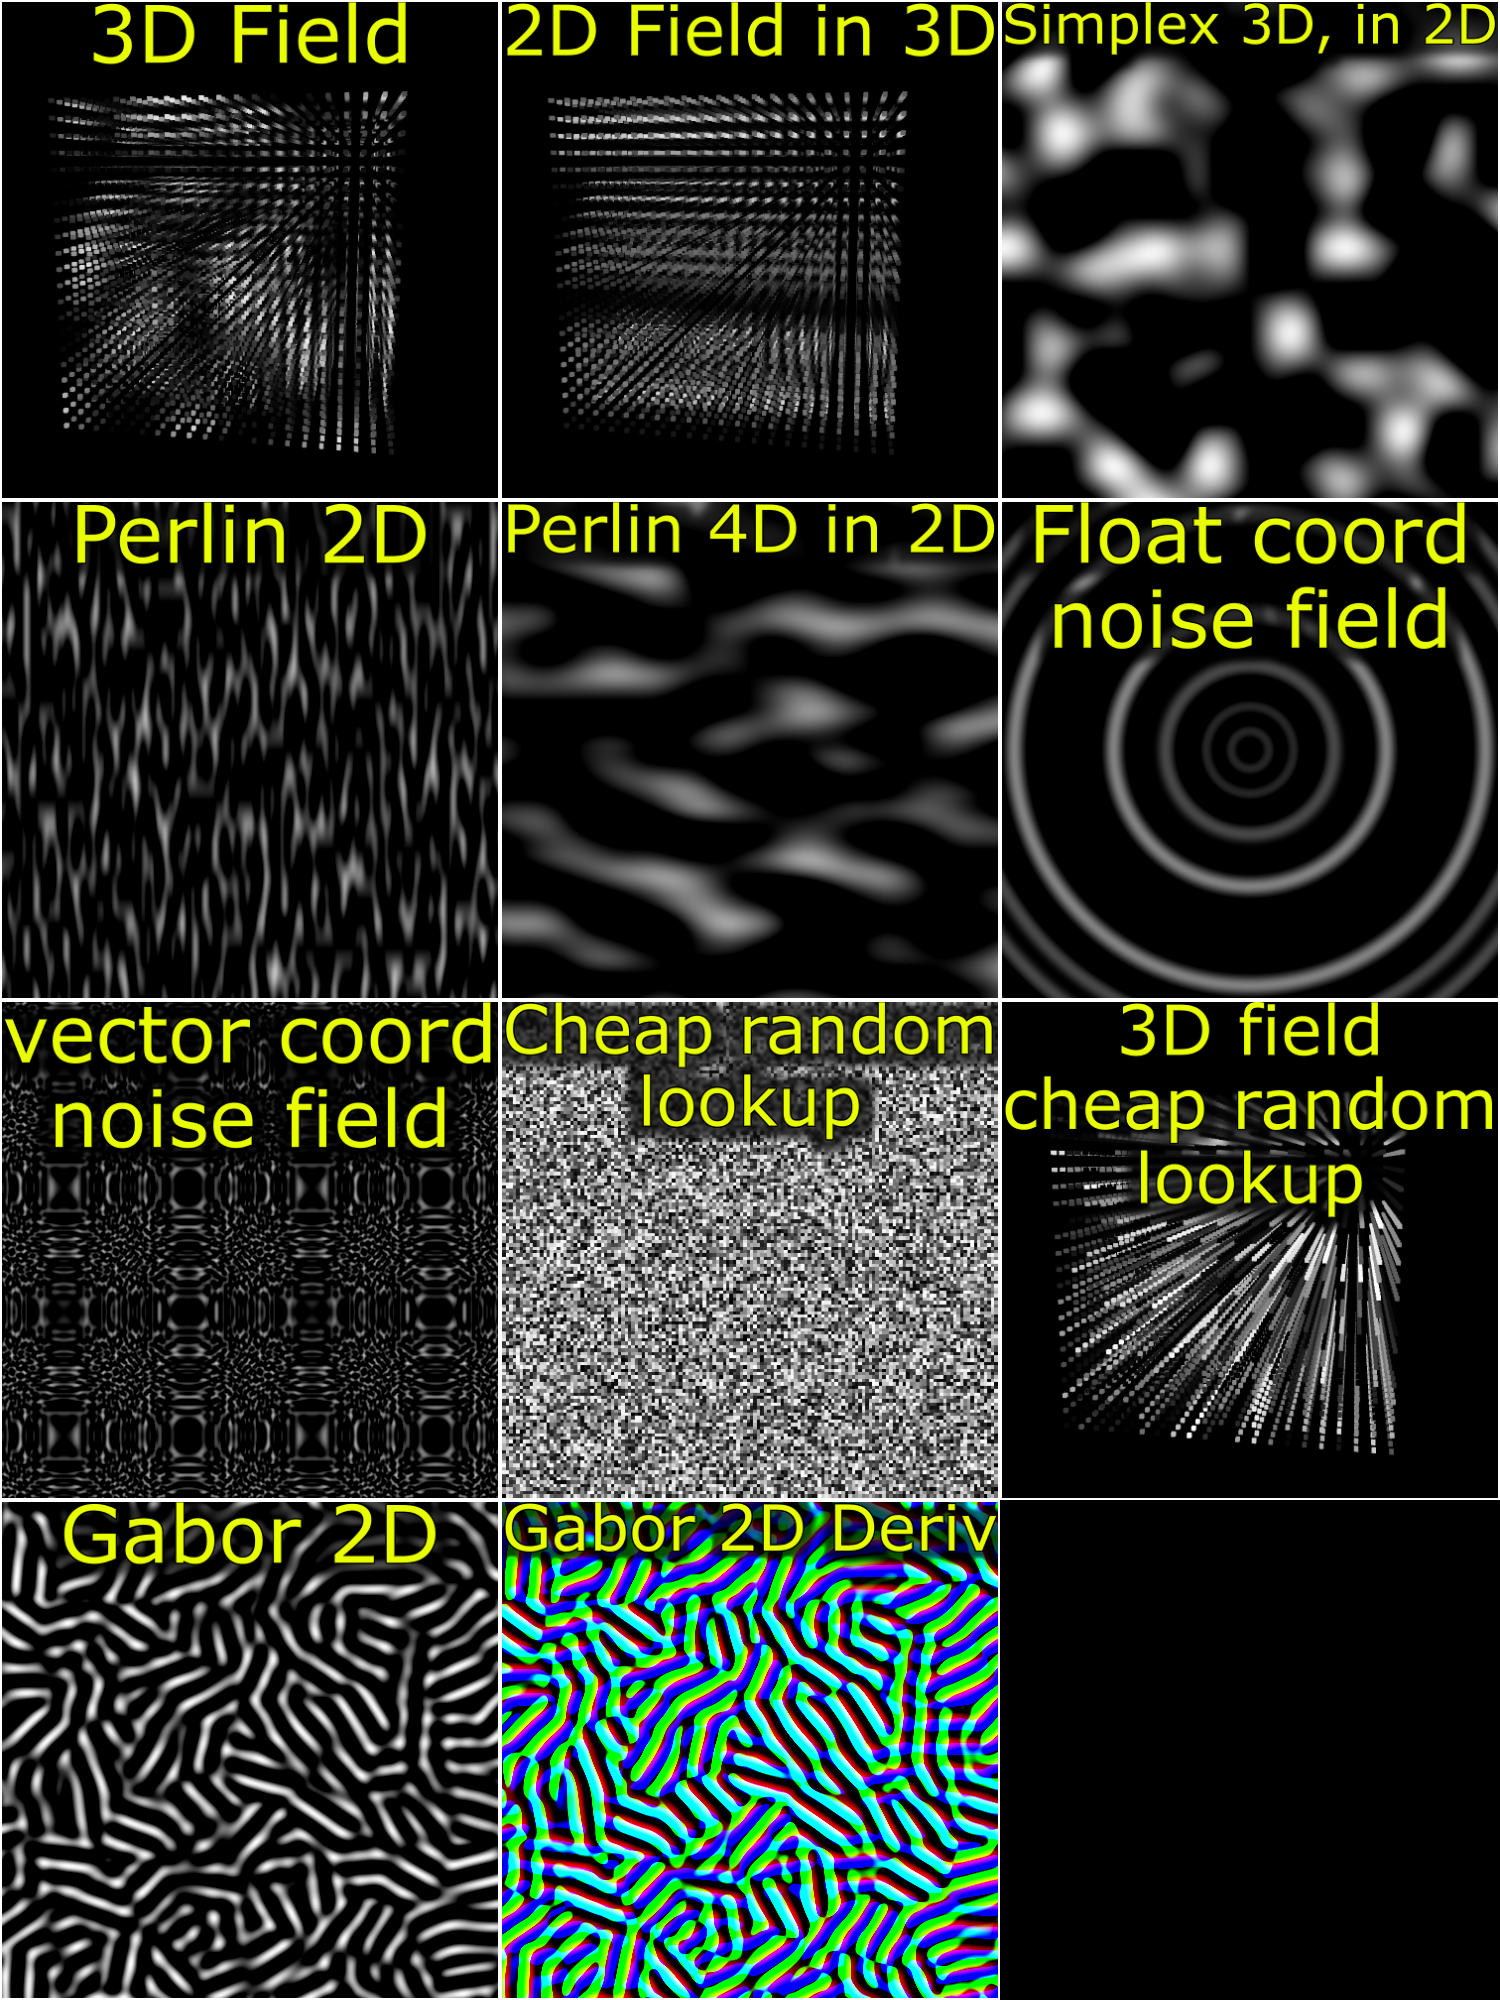 3D Field
2D Field in 3D
Simplex 3D, in 2D
Perlin 2D
Perlin 4D in 2D
Float coord
noise field
vector coord
noise field
Cheap random
lookup
3D field
cheap random
lookup
Gabor 2D
Gabor 2D Deriv